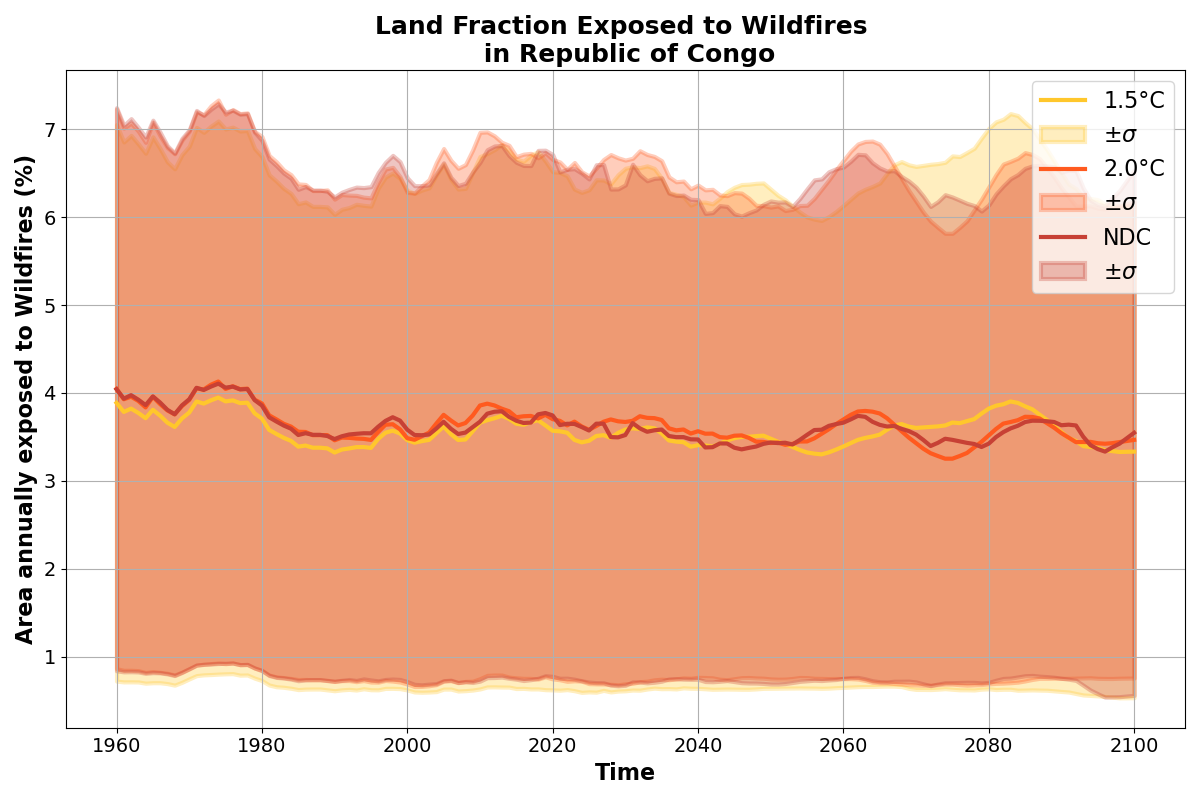 Land Fraction Exposed to Wildfires
in Republic of Congo
Area annually exposed to Wildfires (%)
7
6
5
4
3
2
1
1960 1980 2000 2020 2040 2060 2080 2100
Time
1.5°C
±σ
2.0°C
±σ
NDC
±σ